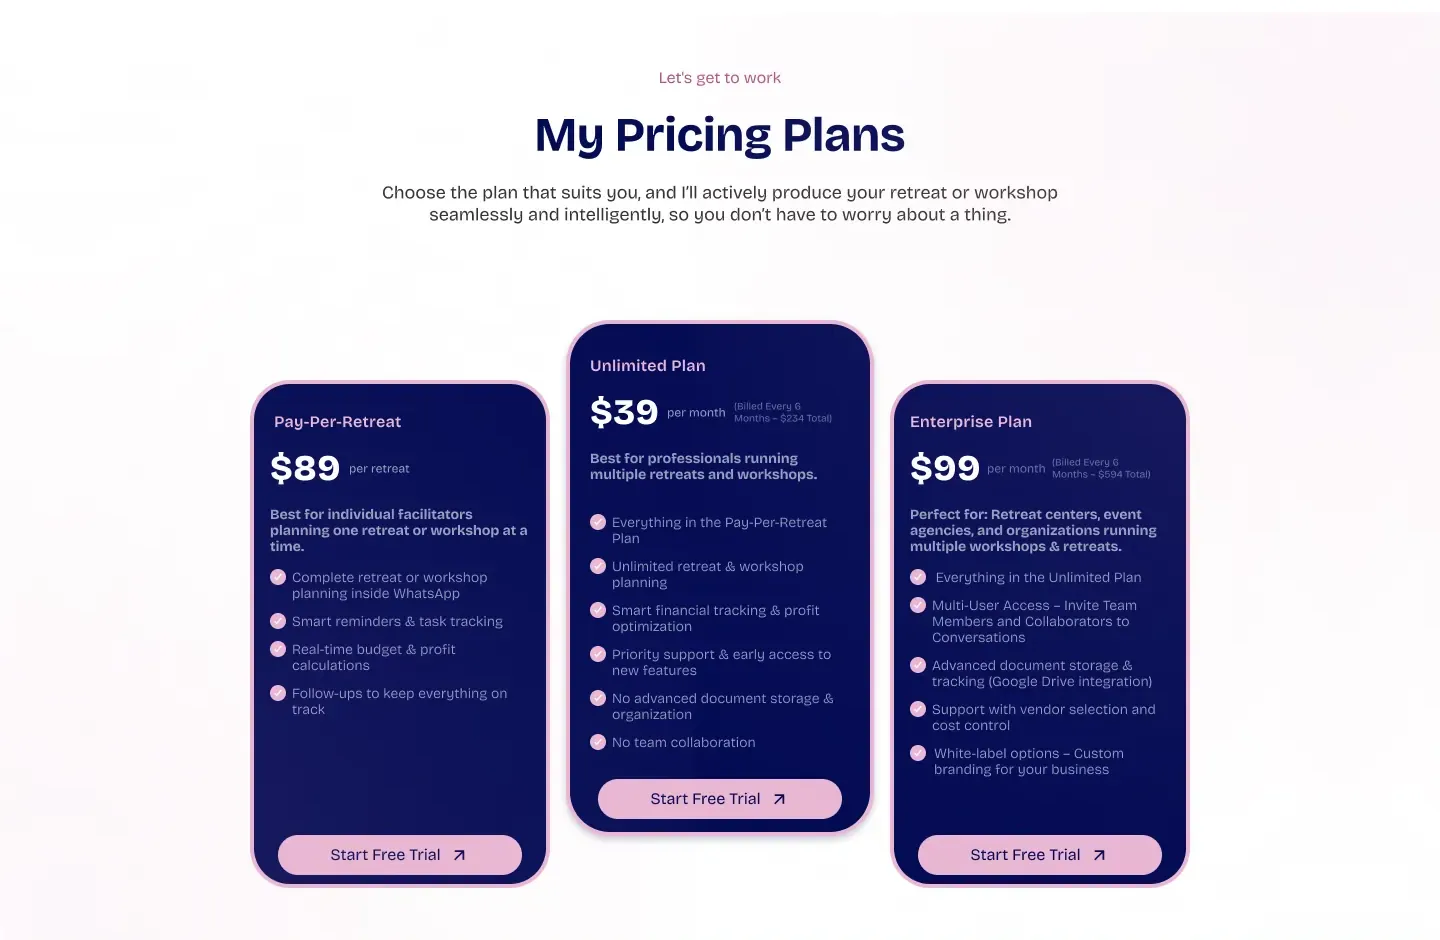 Let's get to work
My Pricing Plans
Choose the plan that suits you, and I'll actively produce your retreat or workshop
seamlessly and intelligently, so you don't have to worry about a thing.
Pay-Per-Retreat
$89 per retreat
Best for individual facilitators
planning one retreat or workshop at a
time.
Complete retreat or workshop
planning inside WhatsApp
Smart reminders & task tracking
Real-time budget & profit
calculations
Follow-ups to keep everything on
track
Start Free Trial
Unlimited Plan
$39 per month (Billed Every 6
Months – $234 Total)
Best for professionals running
multiple retreats and workshops.
Everything in the Pay-Per-Retreat
Plan
Unlimited retreat & workshop
planning
Smart financial tracking & profit
optimization
Priority support & early access to
new features
No advanced document storage &
organization
No team collaboration
Start Free Trial
Enterprise Plan
$99 per month (Billed Every 6
Months – $594 Total)
Perfect for: Retreat centers, event
agencies, and organizations running
multiple workshops & retreats.
Everything in the Unlimited Plan
Multi-User Access – Invite Team
Members and Collaborators to
Conversations
Advanced document storage &
tracking (Google Drive integration)
Support with vendor selection and
cost control
White-label options – Custom
branding for your business
Start Free Trial